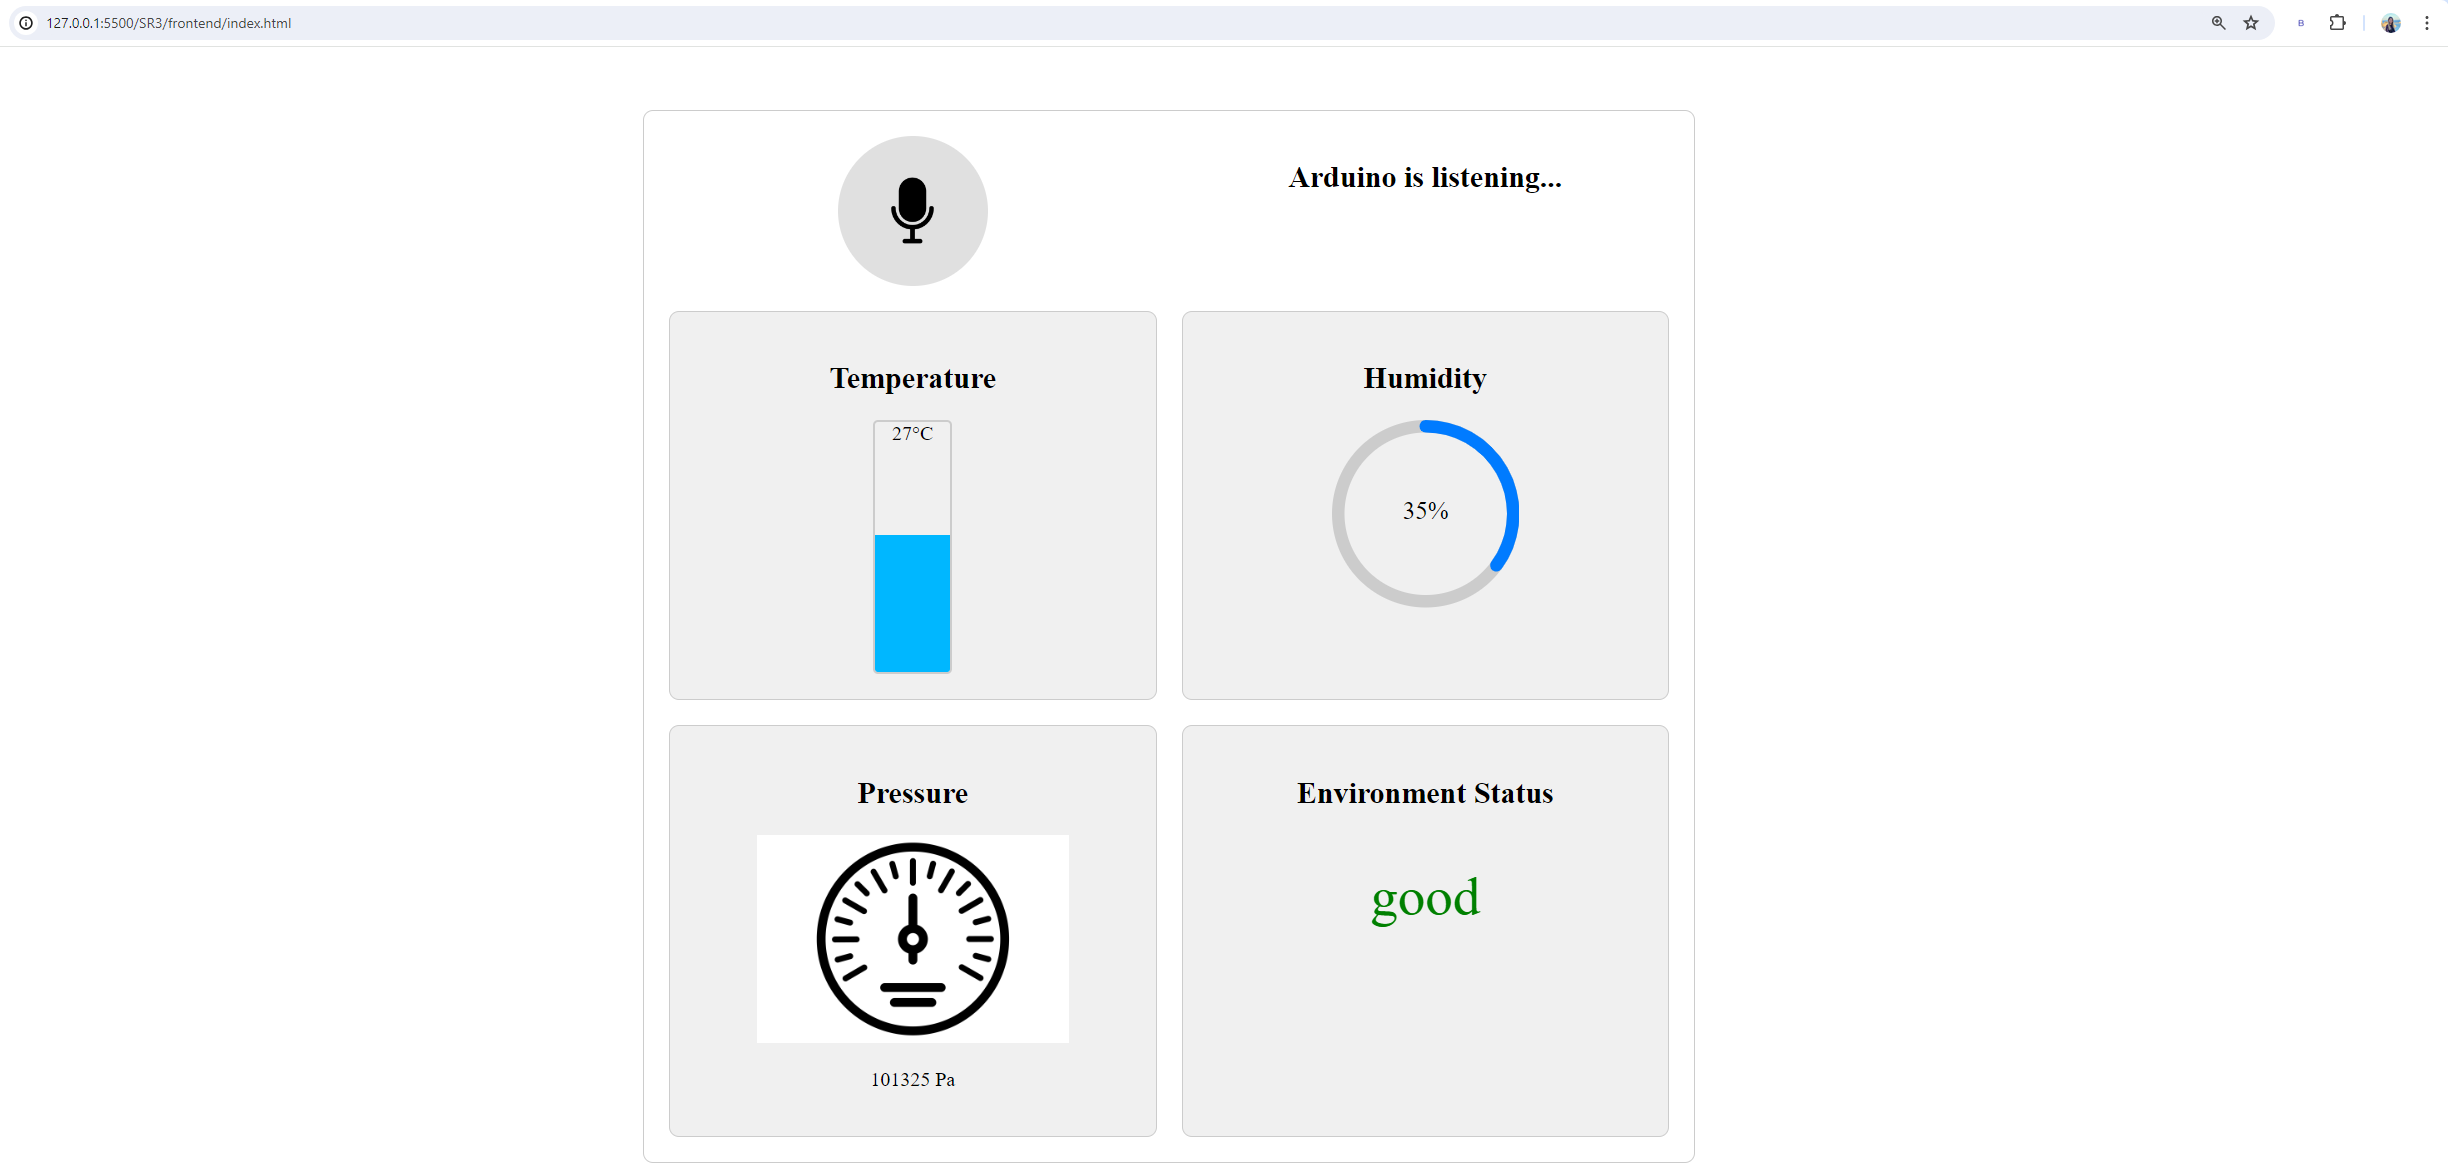 127.0.0.1:5500/SR3/frontend/index.html
B
Arduino is listening...
Temperature
27°C
Humidity
35%
Pressure
101325 Pa
Environment Status
good